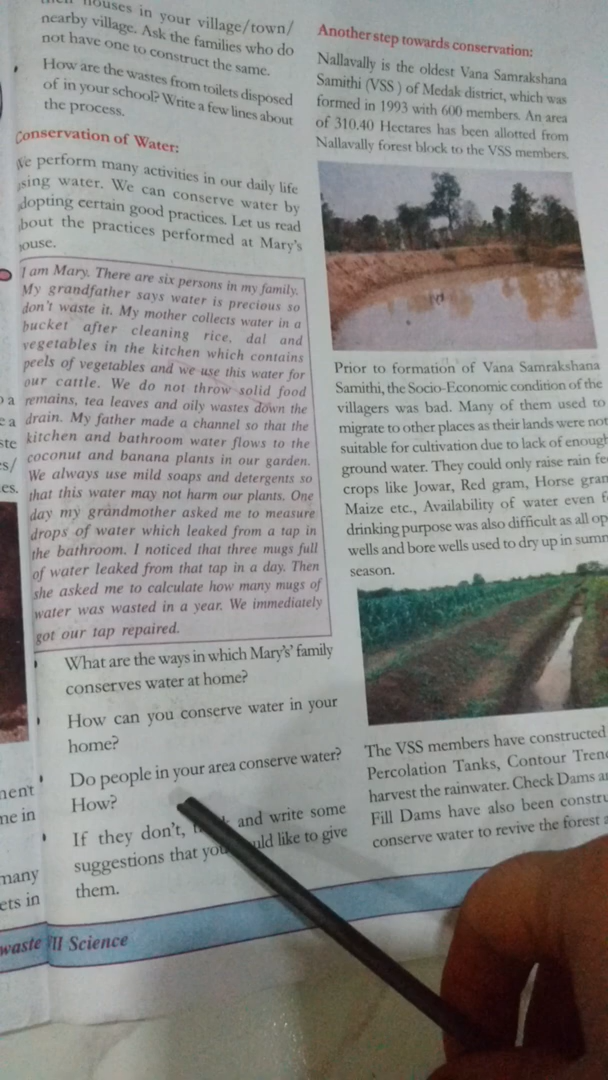 houses in your village/town/
nearby village. Ask the families who do
not have one to construct the same.
• How are the wastes from toilets disposed
of in your school? Write a few lines about
the process.
Conservation of Water:
We perform many activities in our daily life
using water. We can conserve water by
adopting certain good practices. Let us read
about the practices performed at Mary's
house.
I am Mary. There are six persons in my family.
My grandfather says water is precious so
don't waste it. My mother collects water in a
bucket after cleaning rice, dal and
vegetables in the kitchen which contains
peels of vegetables and we use this water for
our cattle. We do not throw solid food
remains, tea leaves and oily wastes down the
drain. My father made a channel so that the
kitchen and bathroom water flows to the
coconut and banana plants in our garden.
We always use mild soaps and detergents so
that this water may not harm our plants. One
day my grandmother asked me to measure
drops of water which leaked from a tap in
the bathroom. I noticed that three mugs full
of water leaked from that tap in a day. Then
she asked me to calculate how many mugs of
water was wasted in a year. We immediately
got our tap repaired.
• What are the ways in which Mary's' family
conserves water at home?
• How can you conserve water in your
home?
• Do people in your area conserve water?
How?
• If they don't, and write some
suggestions that you would like to give
them.
Another step towards conservation:
Nallavally is the oldest Vana Samrakshana
Samithi (VSS ) of Medak district, which was
formed in 1993 with 600 members. An area
of 310.40 Hectares has been allotted from
Nallavally forest block to the VSS members.
Prior to formation of Vana Samrakshana
Samithi, the Socio-Economic condition of the
villagers was bad. Many of them used to
migrate to other places as their lands were not
suitable for cultivation due to lack of enough
ground water. They could only raise rain fe
crops like Jowar, Red gram, Horse gram
Maize etc., Availability of water even f
drinking purpose was also difficult as all op
wells and bore wells used to dry up in summ
season.
The VSS members have constructed
Percolation Tanks, Contour Tren
harvest the rainwater. Check Dams a
Fill Dams have also been constru
conserve water to revive the forest a
many
ets in
waste VII Science